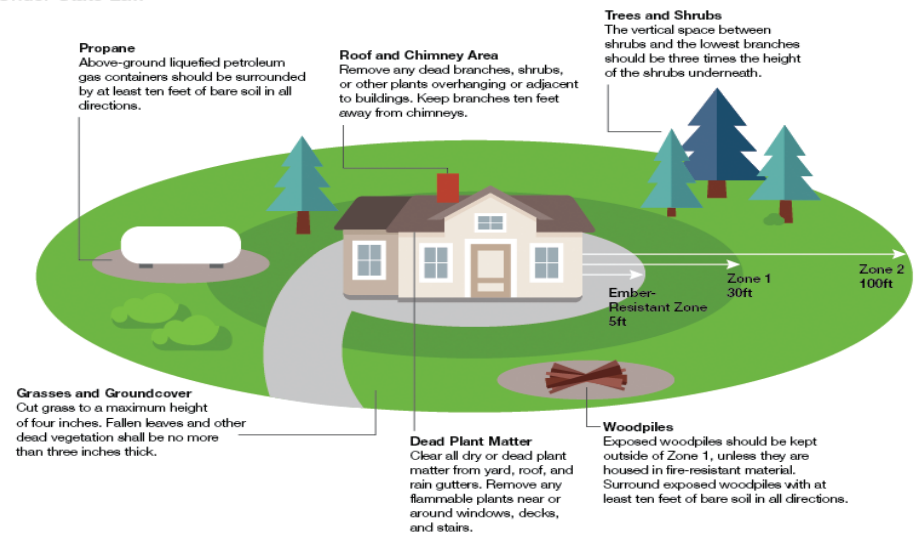 Propane
Above-ground liquefied petroleum
gas containers should be surrounded
by at least ten feet of bare soil in all
directions.
Roof and Chimney Area
Remove any dead branches, shrubs,
or other plants overhanging or adjacent
to buildings. Keep branches ten feet
away from chimneys.
Trees and Shrubs
The vertical space between
shrubs and the lowest branches
should be three times the height
of the shrubs underneath.
Ember-
Resistant Zone
5ft
Zone 1
30ft
Zone 2
100ft
Grasses and Groundcover
Cut grass to a maximum height
of four inches. Fallen leaves and other
dead vegetation shall be no more
than three inches thick.
Dead Plant Matter
Clear all dry or dead plant
matter from yard, roof, and
rain gutters. Remove any
flammable plants near or
around windows, decks,
and stairs.
Woodpiles
Exposed woodpiles should be kept
outside of Zone 1, unless they are
housed in fire-resistant material.
Surround exposed woodpiles with at
least ten feet of bare soil in all directions.